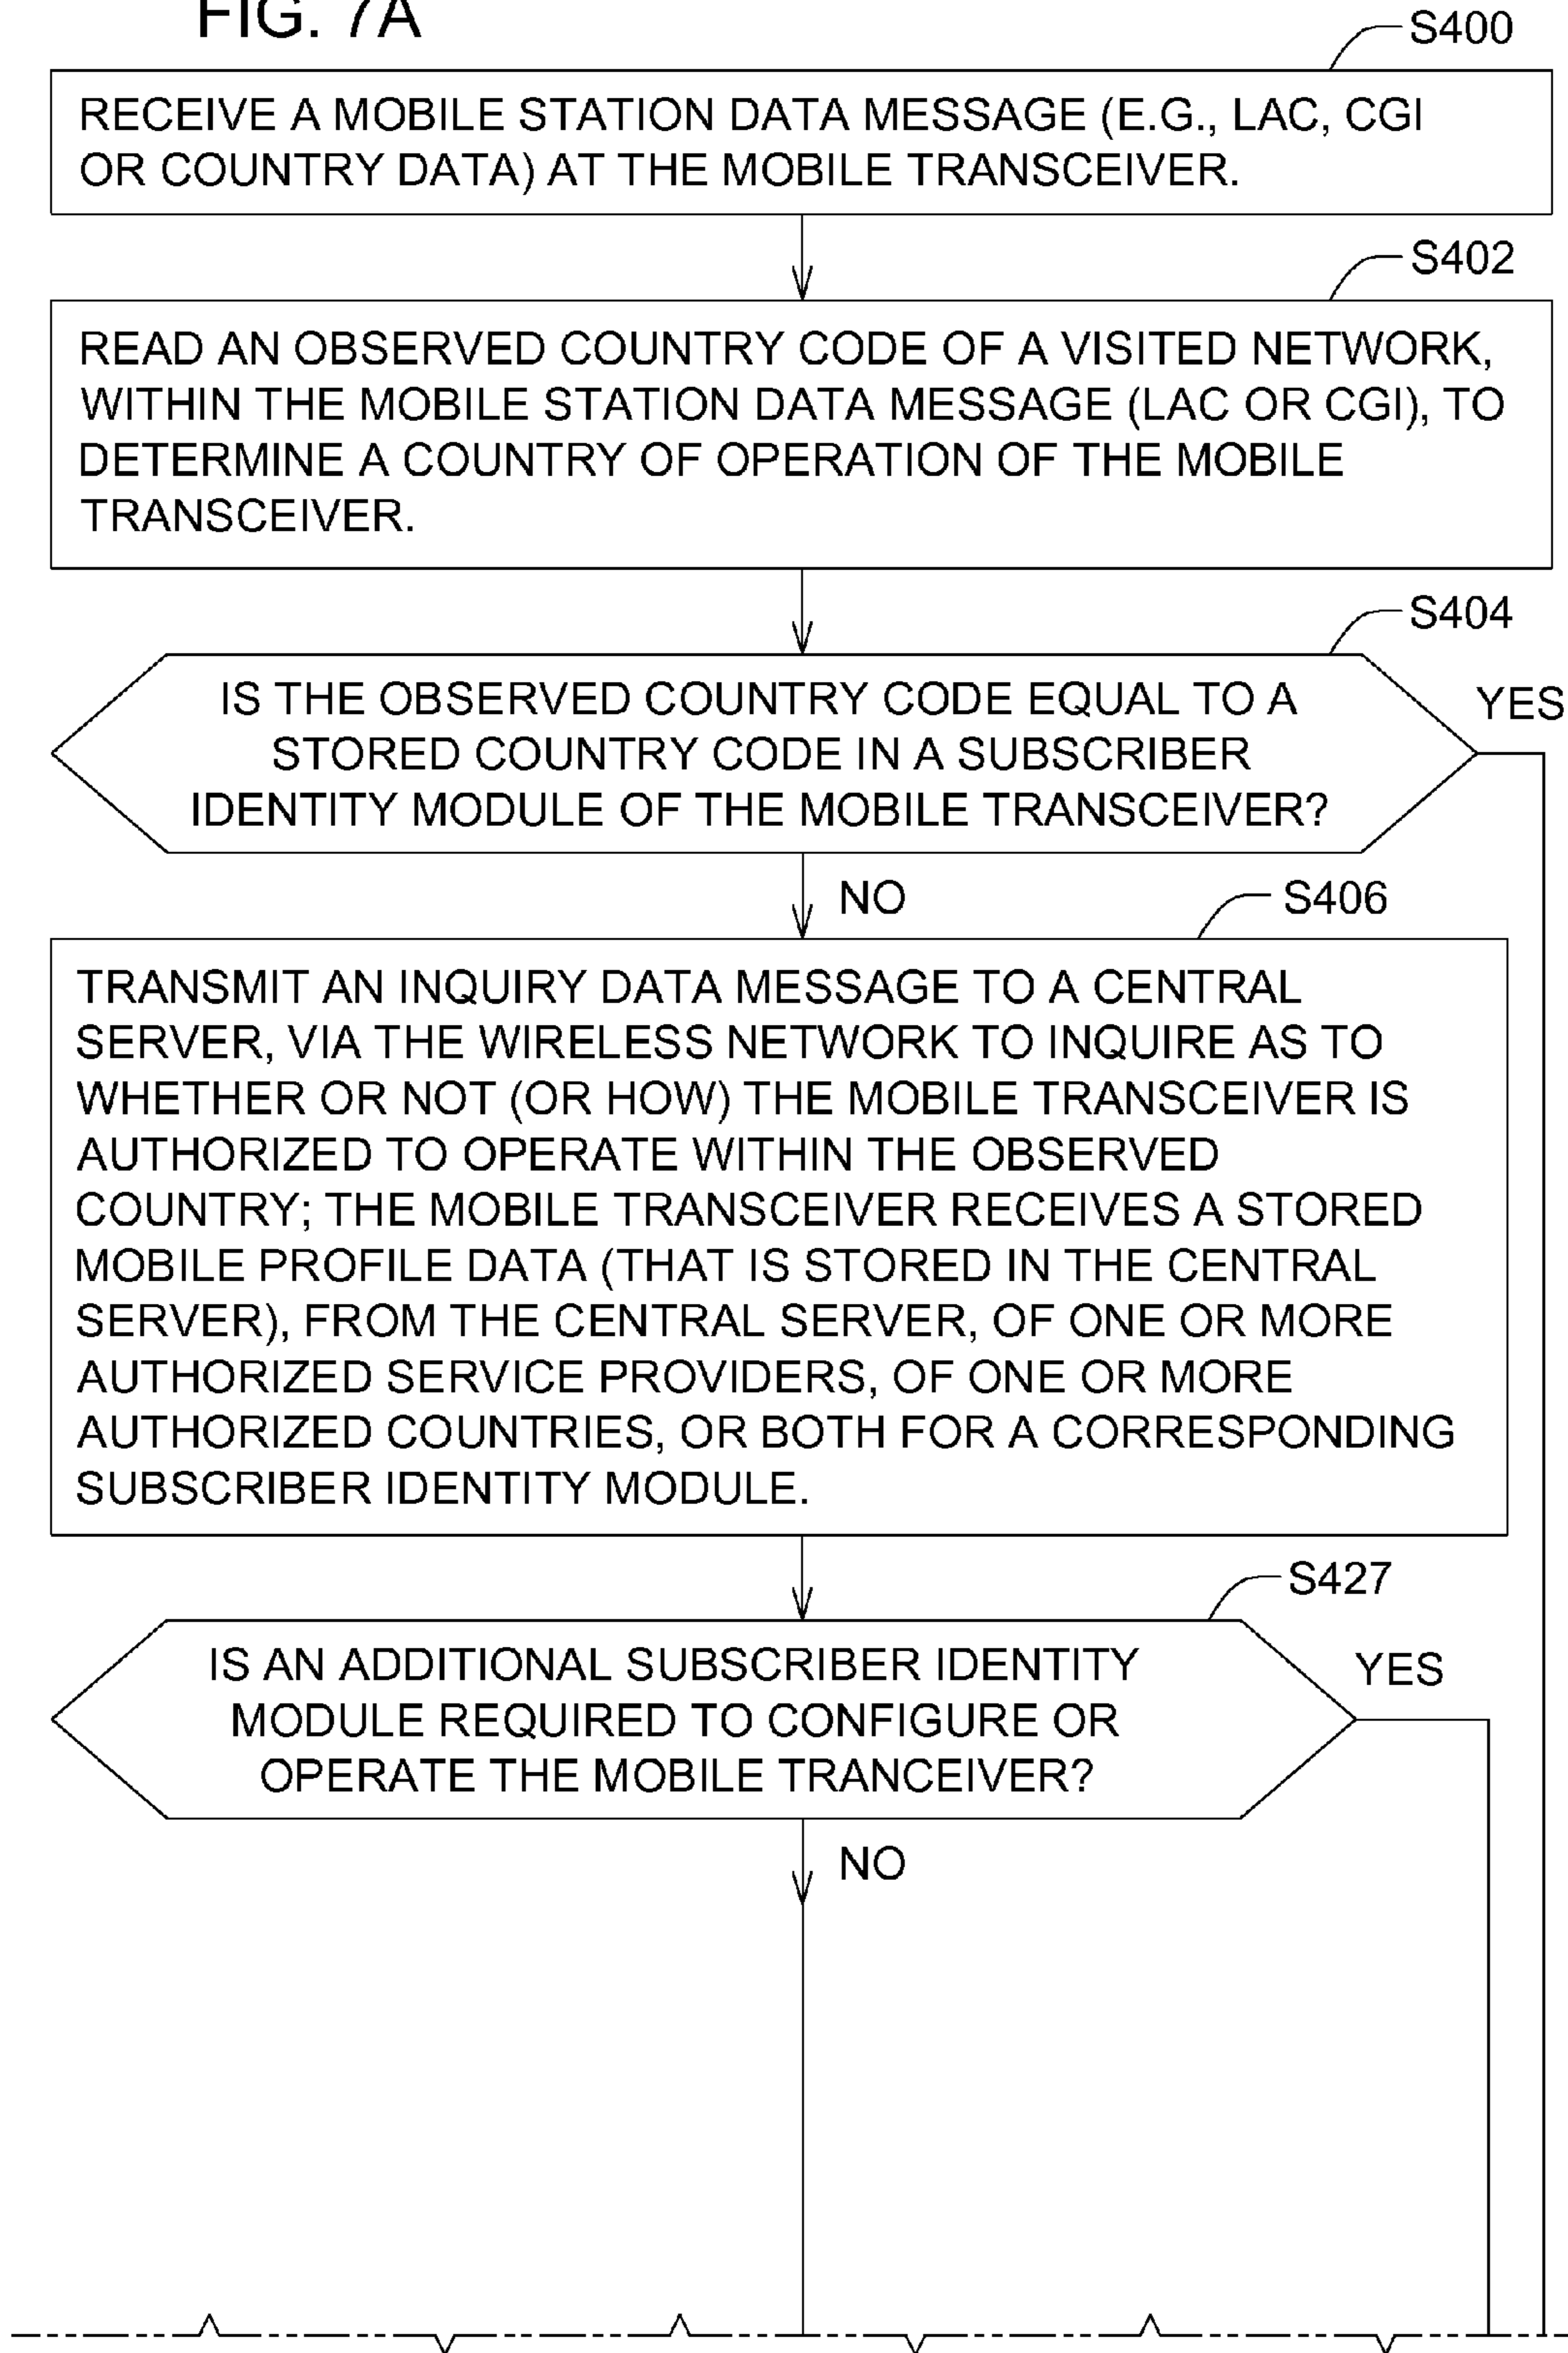 FIG. 7A
S400
RECEIVE A MOBILE STATION DATA MESSAGE (E.G., LAC, CGI
OR COUNTRY DATA) AT THE MOBILE TRANSCEIVER.
S402
READ AN OBSERVED COUNTRY CODE OF A VISITED NETWORK,
WITHIN THE MOBILE STATION DATA MESSAGE (LAC OR CGI), TO
DETERMINE A COUNTRY OF OPERATION OF THE MOBILE
TRANSCEIVER.
S404
IS THE OBSERVED COUNTRY CODE EQUAL TO A
STORED COUNTRY CODE IN A SUBSCRIBER
IDENTITY MODULE OF THE MOBILE TRANSCEIVER?
YES
NO
S406
TRANSMIT AN INQUIRY DATA MESSAGE TO A CENTRAL
SERVER, VIA THE WIRELESS NETWORK TO INQUIRE AS TO
WHETHER OR NOT (OR HOW) THE MOBILE TRANSCEIVER IS
AUTHORIZED TO OPERATE WITHIN THE OBSERVED
COUNTRY; THE MOBILE TRANSCEIVER RECEIVES A STORED
MOBILE PROFILE DATA (THAT IS STORED IN THE CENTRAL
SERVER), FROM THE CENTRAL SERVER, OF ONE OR MORE
AUTHORIZED SERVICE PROVIDERS, OF ONE OR MORE
AUTHORIZED COUNTRIES, OR BOTH FOR A CORRESPONDING
SUBSCRIBER IDENTITY MODULE.
S427
IS AN ADDITIONAL SUBSCRIBER IDENTITY
MODULE REQUIRED TO CONFIGURE OR
OPERATE THE MOBILE TRANCEIVER?
YES
NO